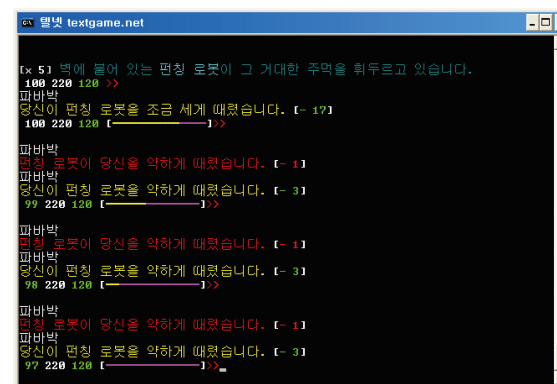 텔넷 textgame.net
[x 5] 벽에 붙어 있는 펀칭 로봇이 그 거대한 주먹을 휘두르고 있습니다.
100 220 120 >>
파바박
당신이 펀칭 로봇을 조금 세게 때렸습니다. [- 17]
100 220 120 [──────────]>>
파바박
펀칭 로봇이 당신을 약하게 때렸습니다. [- 1]
파바박
당신이 펀칭 로봇을 약하게 때렸습니다. [- 3]
99 220 120 [──────────]>>
파바박
펀칭 로봇이 당신을 약하게 때렸습니다. [- 1]
파바박
당신이 펀칭 로봇을 약하게 때렸습니다. [- 3]
98 220 120 [──────────]>>
파바박
펀칭 로봇이 당신을 약하게 때렸습니다. [- 1]
파바박
당신이 펀칭 로봇을 약하게 때렸습니다. [- 3]
97 220 120 [──────────]>>_